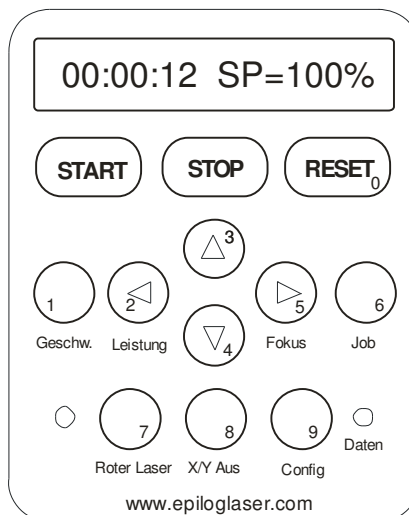 00:00:12 SP=100%
START STOP RESET 0
3
1 2 5 6
4
Geschw. Leistung Fokus Job
7 8 9
Daten
Roter Laser X/Y Aus Config
www.epiloglaser.com